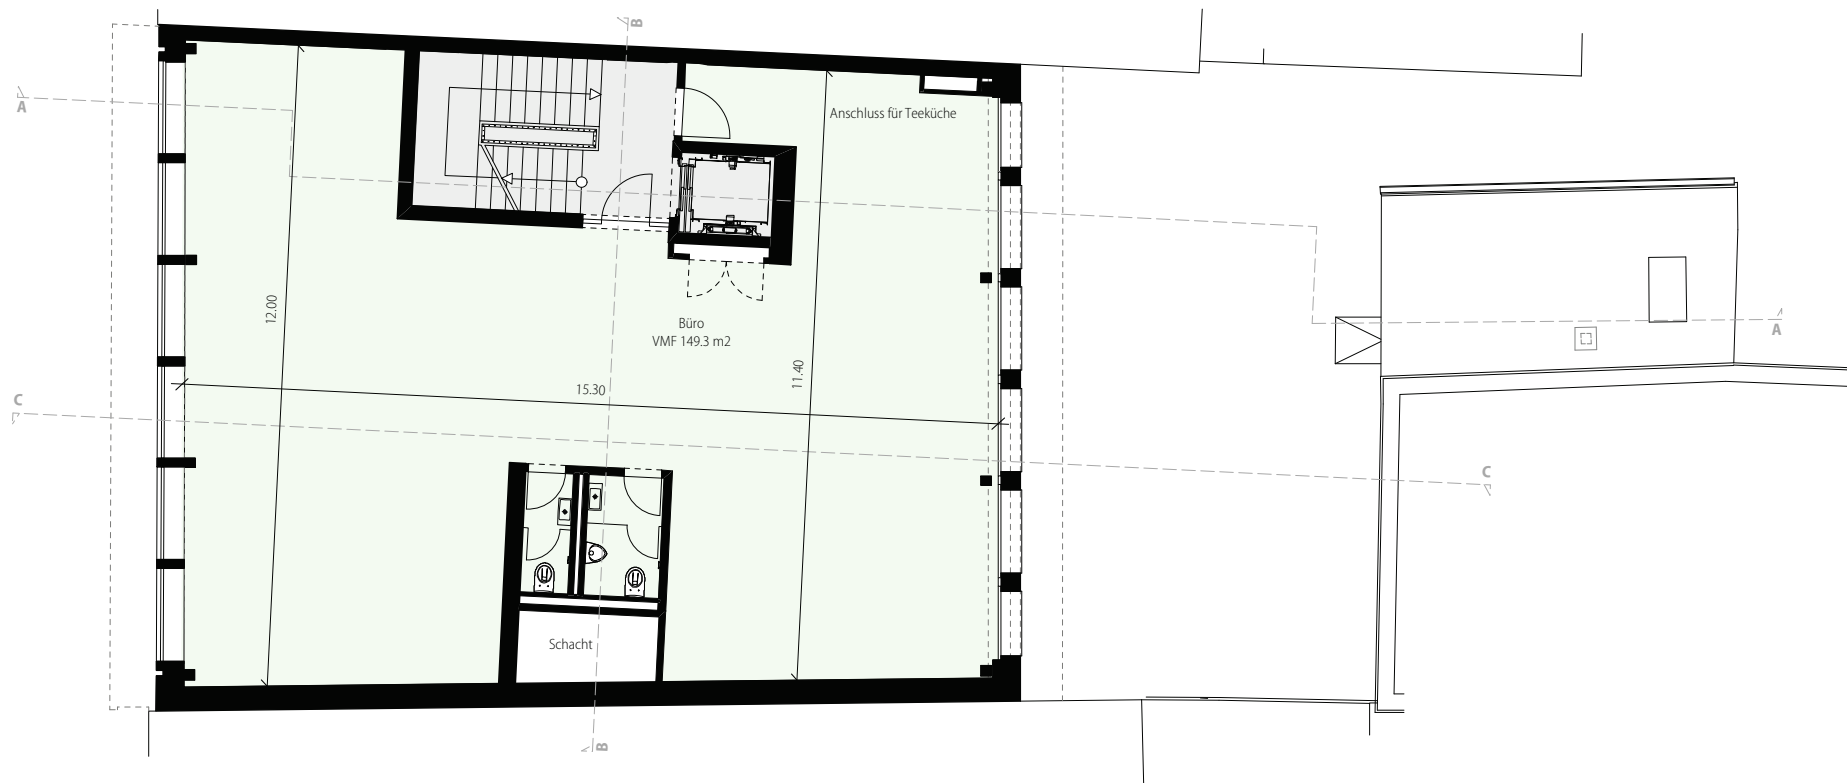 B
A
Anschluss für Teeküche
12.00
Büro
VMF 149.3 m2
A
11.40
15.30
C
C
Schacht
B